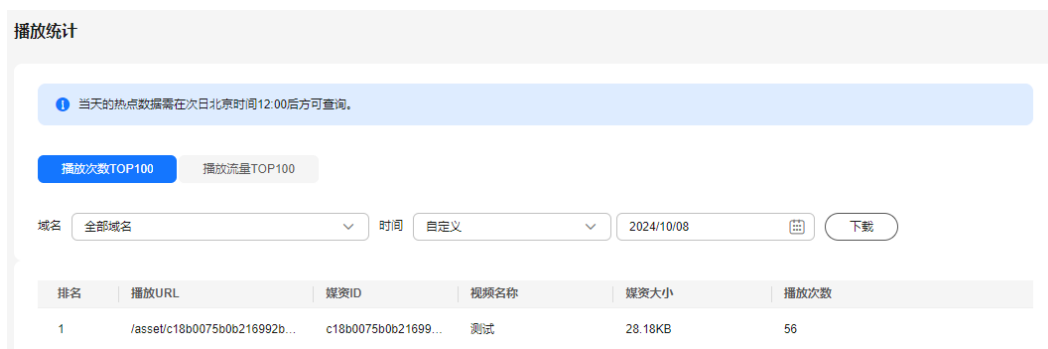 播放统计
当天的热点数据需在次日北京时间12:00后方可查询。
播放次数TOP100 播放流量TOP100
域名 全部域名 时间 自定义 2024/10/08 下载
排名 播放URL 媒资ID 视频名称 媒资大小 播放次数
1 /asset/c18b0075b0b216992b... c18b0075b0b21699... 测试 28.18KB 56